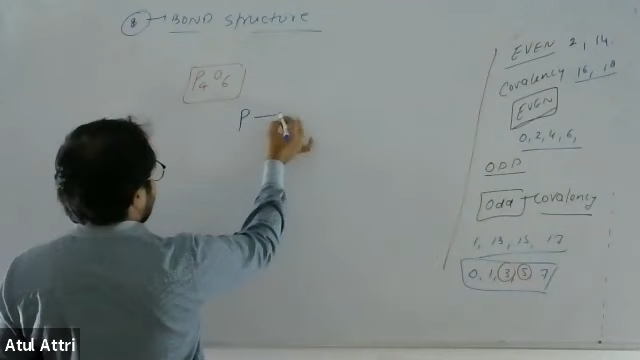 BOND structure
P4O6
P —
EVEN 2, 14.
Covalency 16, 18
EVEN
0, 2, 4, 6,
ODD
Odd Covalency
1, 13, 15, 17
0, 1, 3, 5 7
Atul Attri